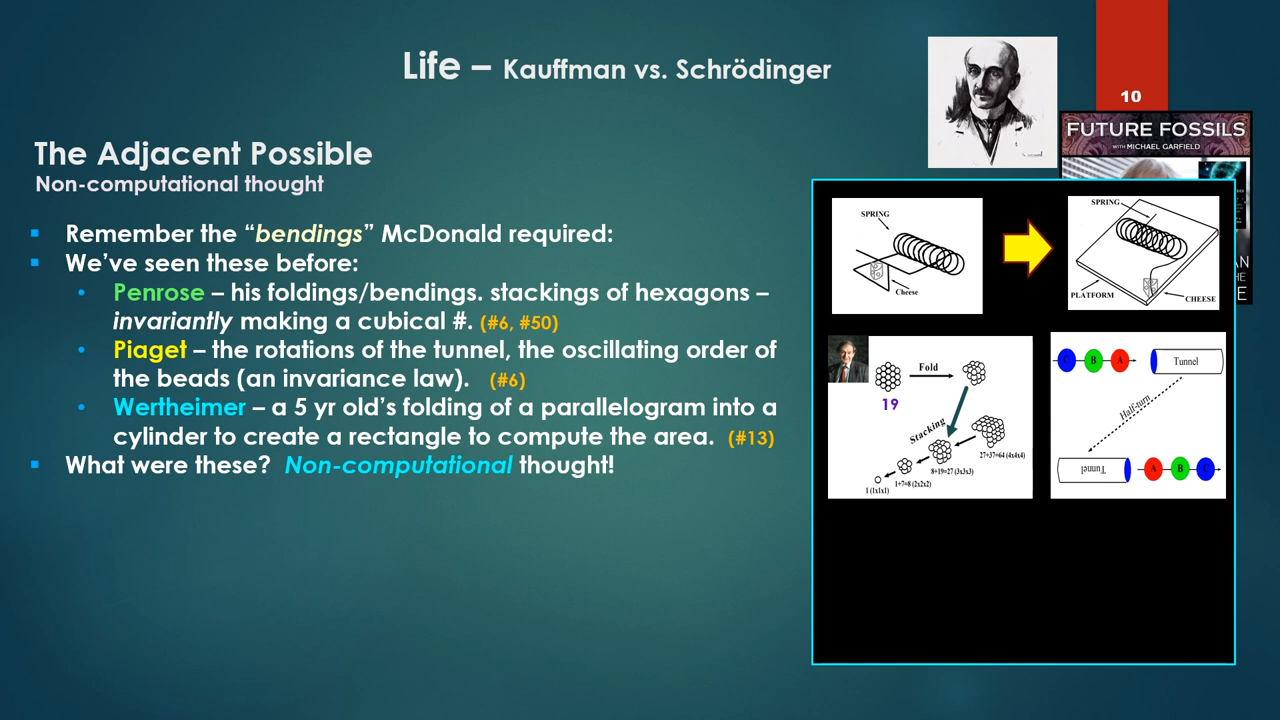 Life – Kauffman vs. Schrödinger
10
FUTURE FOSSILS
WITH MICHAEL GARFIELD
The Adjacent Possible
Non-computational thought
Remember the “bendings” McDonald required:
We’ve seen these before:
Penrose – his foldings/bendings. stackings of hexagons –
invariantly making a cubical #. (#6, #50)
Piaget – the rotations of the tunnel, the oscillating order of
the beads (an invariance law). (#6)
Wertheimer – a 5 yr old’s folding of a parallelogram into a
cylinder to create a rectangle to compute the area. (#13)
What were these? Non-computational thought!
SPRING
Cheese
SPRING
PLATFORM
CHEESE
AN
HE
E
Fold
19
Stacking
27+37=64 (4x4x4)
8+19=27 (3x3x3)
1+7=8 (2x2x2)
1 (1x1x1)
C B A Tunnel
Half-turn
Tunnel A B C